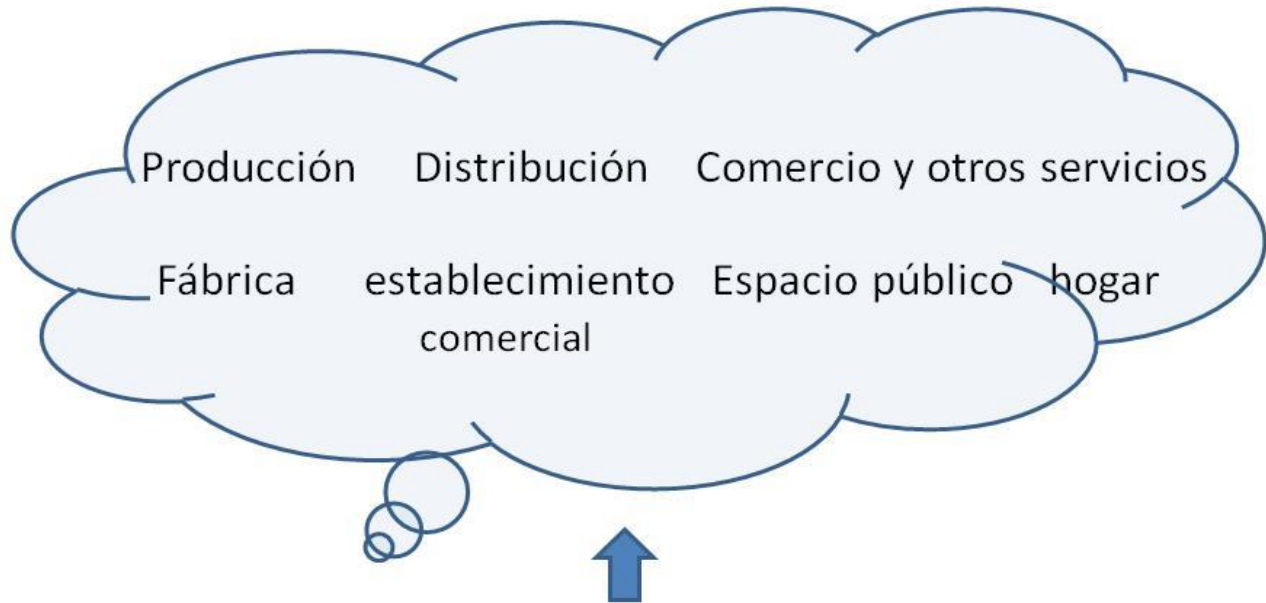 Producción Distribución Comercio y otros servicios
Fábrica establecimiento Espacio público hogar
comercial